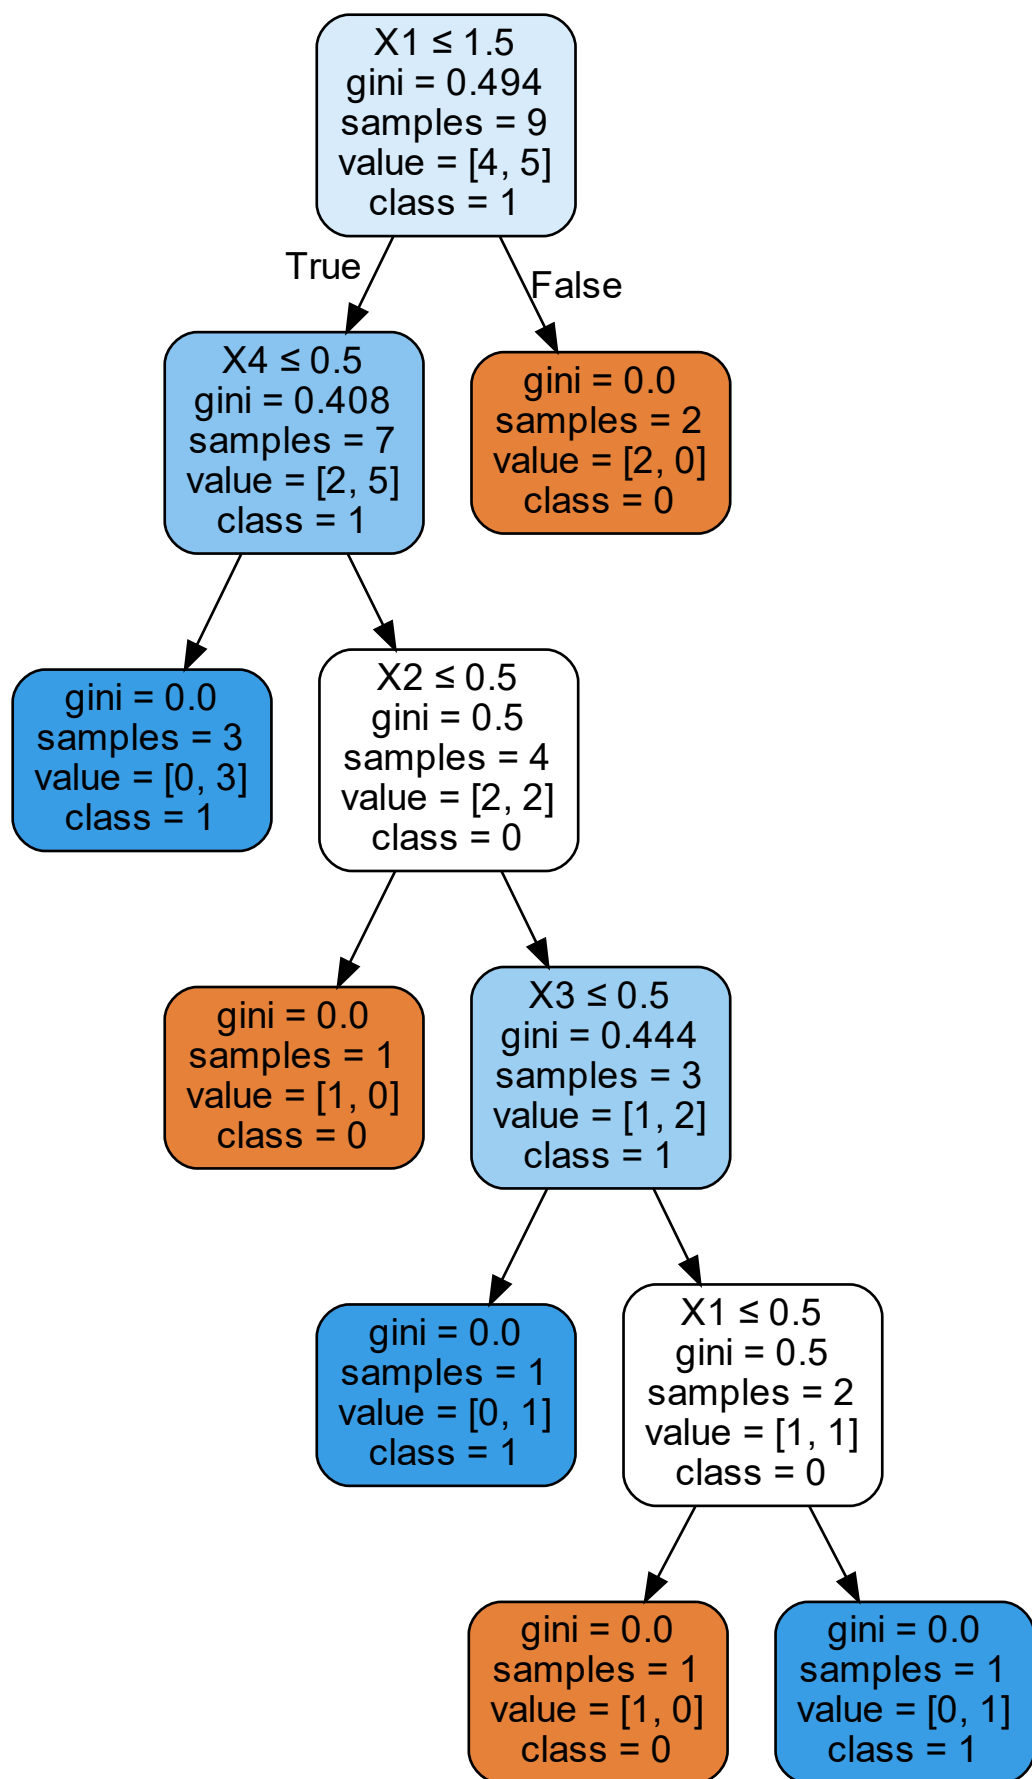 X1 ≤ 1.5
gini = 0.494
samples = 9
value = [4, 5]
class = 1
True
False
X4 ≤ 0.5
gini = 0.408
samples = 7
value = [2, 5]
class = 1
gini = 0.0
samples = 2
value = [2, 0]
class = 0
gini = 0.0
samples = 3
value = [0, 3]
class = 1
X2 ≤ 0.5
gini = 0.5
samples = 4
value = [2, 2]
class = 0
gini = 0.0
samples = 1
value = [1, 0]
class = 0
X3 ≤ 0.5
gini = 0.444
samples = 3
value = [1, 2]
class = 1
gini = 0.0
samples = 1
value = [0, 1]
class = 1
X1 ≤ 0.5
gini = 0.5
samples = 2
value = [1, 1]
class = 0
gini = 0.0
samples = 1
value = [1, 0]
class = 0
gini = 0.0
samples = 1
value = [0, 1]
class = 1